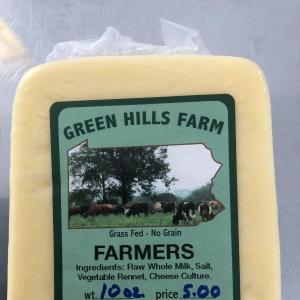 GREEN HILLS FARM
Grass Fed - No Grain
FARMERS
Ingredients: Raw Whole Milk, Salt,
Vegetable Rennet, Cheese Culture.
wt. 10 oz price 5.00